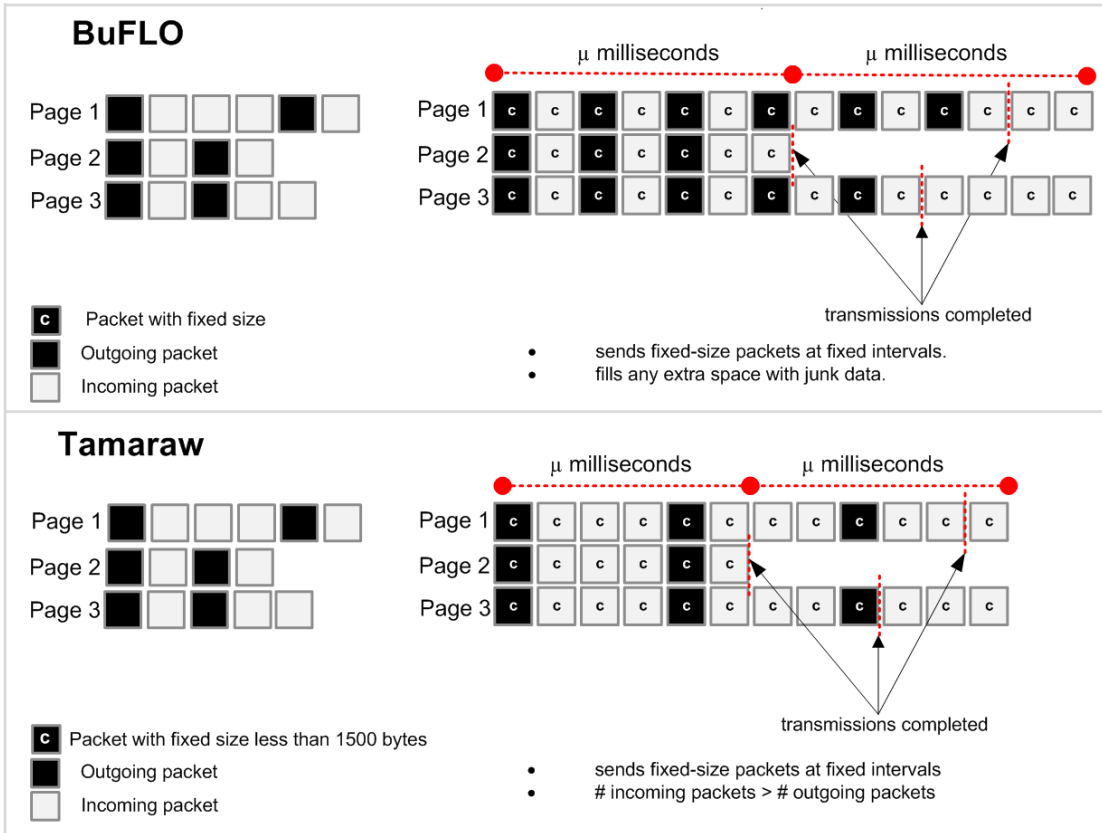 BuFLO
μ milliseconds μ milliseconds
Page 1
Page 2
Page 3
Page 1 c c c c c c c c c c c c c c
Page 2 c c c c c c c
Page 3 c c c c c c c c c c c c c c
transmissions completed
c Packet with fixed size
Outgoing packet
Incoming packet
• sends fixed-size packets at fixed intervals.
• fills any extra space with junk data.
Tamaraw
μ milliseconds μ milliseconds
Page 1
Page 2
Page 3
Page 1 c c c c c c c c c c c c
Page 2 c c c c c c
Page 3 c c c c c c c c c c c c
transmissions completed
c Packet with fixed size less than 1500 bytes
Outgoing packet
Incoming packet
• sends fixed-size packets at fixed intervals
• # incoming packets > # outgoing packets